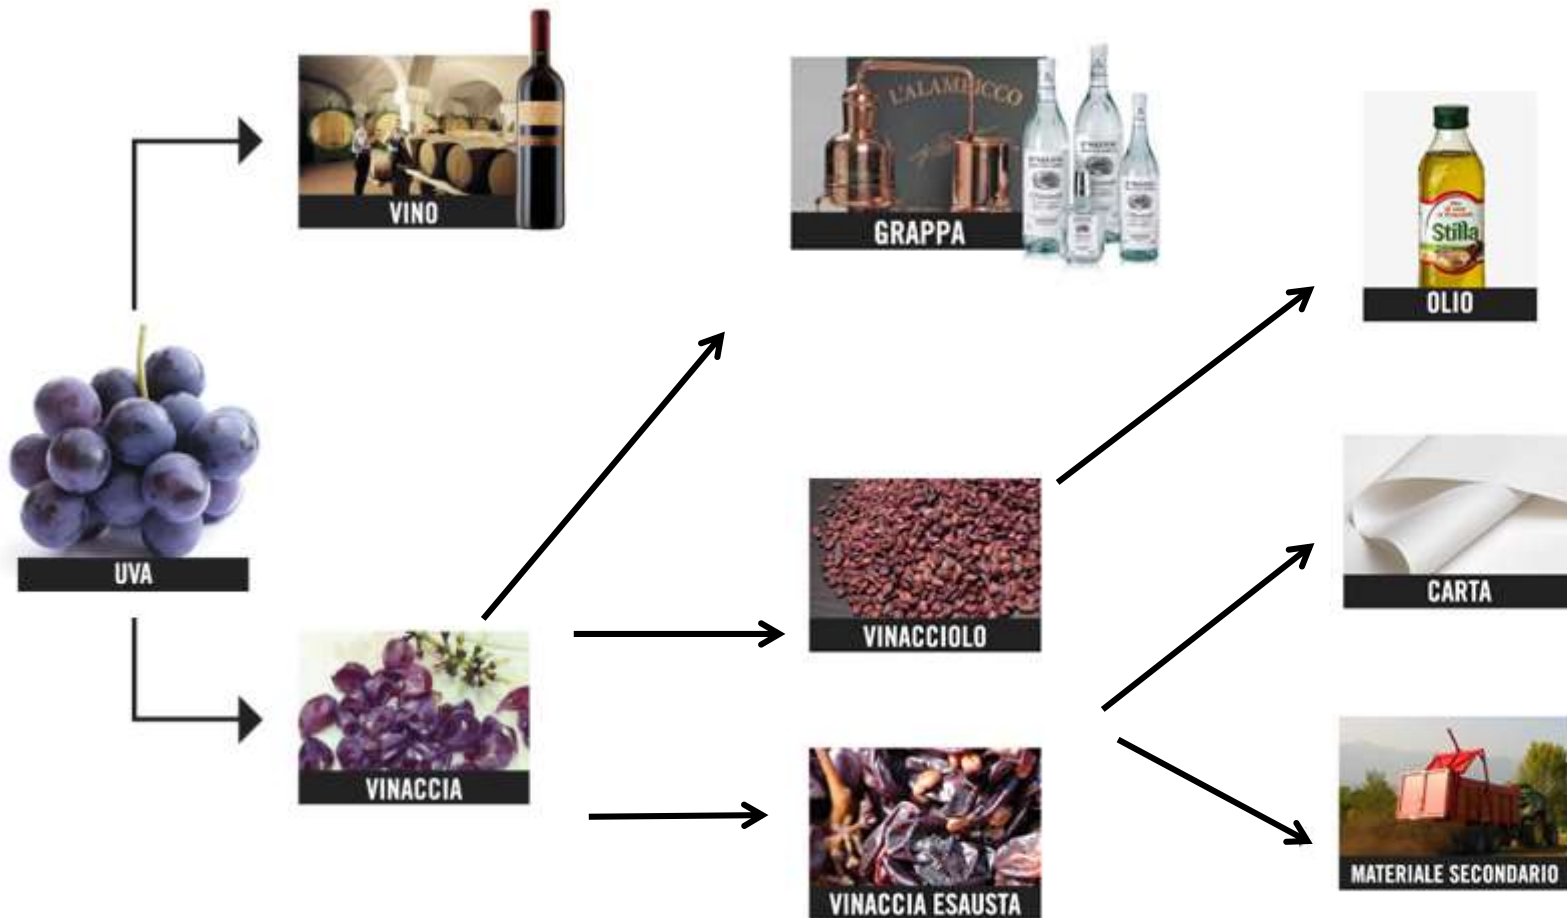 VINO
L'ALAMBICCO
GRAPPA
Stilla
OLIO
UVA
VINACCIOLO
CARTA
VINACCIA
VINACCIA ESAUSTA
MATERIALE SECONDARIO